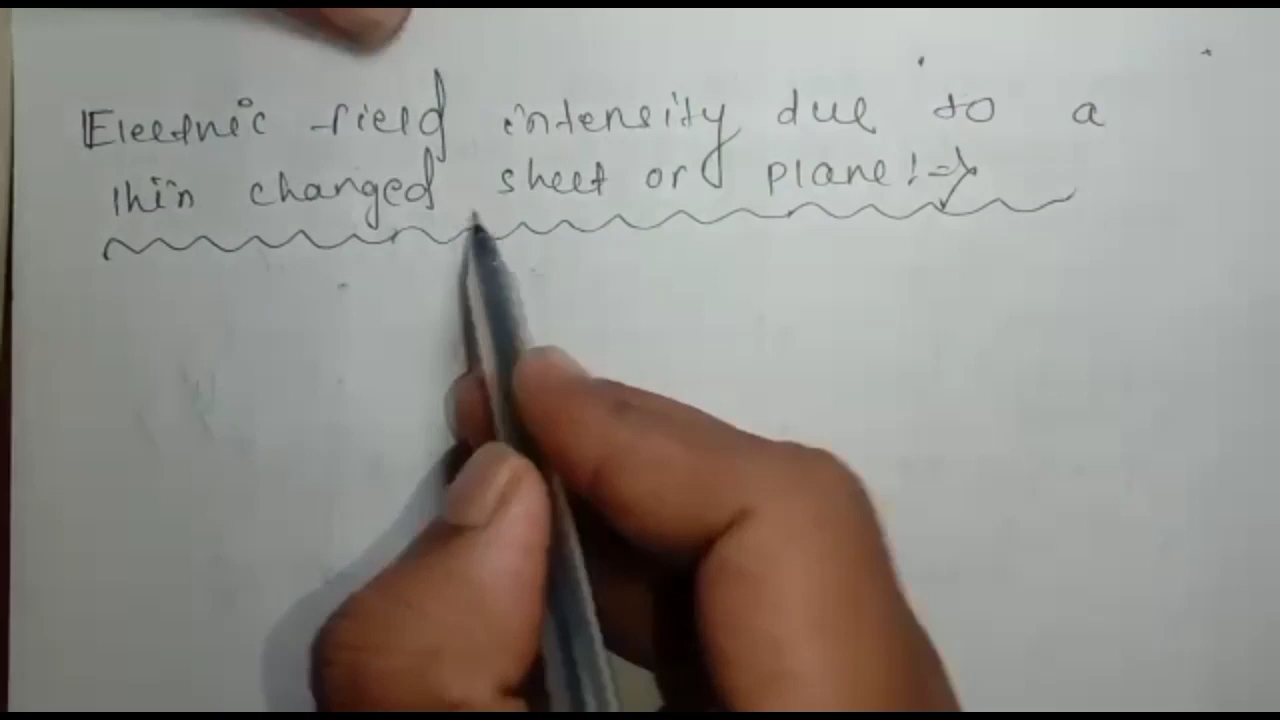 Electric field intensity due to a
thin charged sheet or plane :⇒